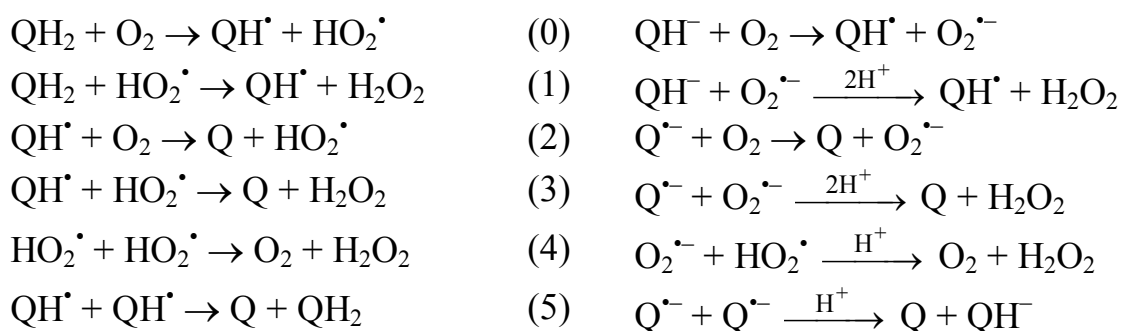 QH₂ + O₂ → QH• + HO₂• (0) QH⁻ + O₂ → QH• + O₂•⁻
QH₂ + HO₂• → QH• + H₂O₂ (1) QH⁻ + O₂•⁻ —2H⁺→ QH• + H₂O₂
QH• + O₂ → Q + HO₂• (2) Q•⁻ + O₂ → Q + O₂•⁻
QH• + HO₂• → Q + H₂O₂ (3) Q•⁻ + O₂•⁻ —2H⁺→ Q + H₂O₂
HO₂• + HO₂• → O₂ + H₂O₂ (4) O₂•⁻ + HO₂• —H⁺→ O₂ + H₂O₂
QH• + QH• → Q + QH₂ (5) Q•⁻ + Q•⁻ —H⁺→ Q + QH⁻